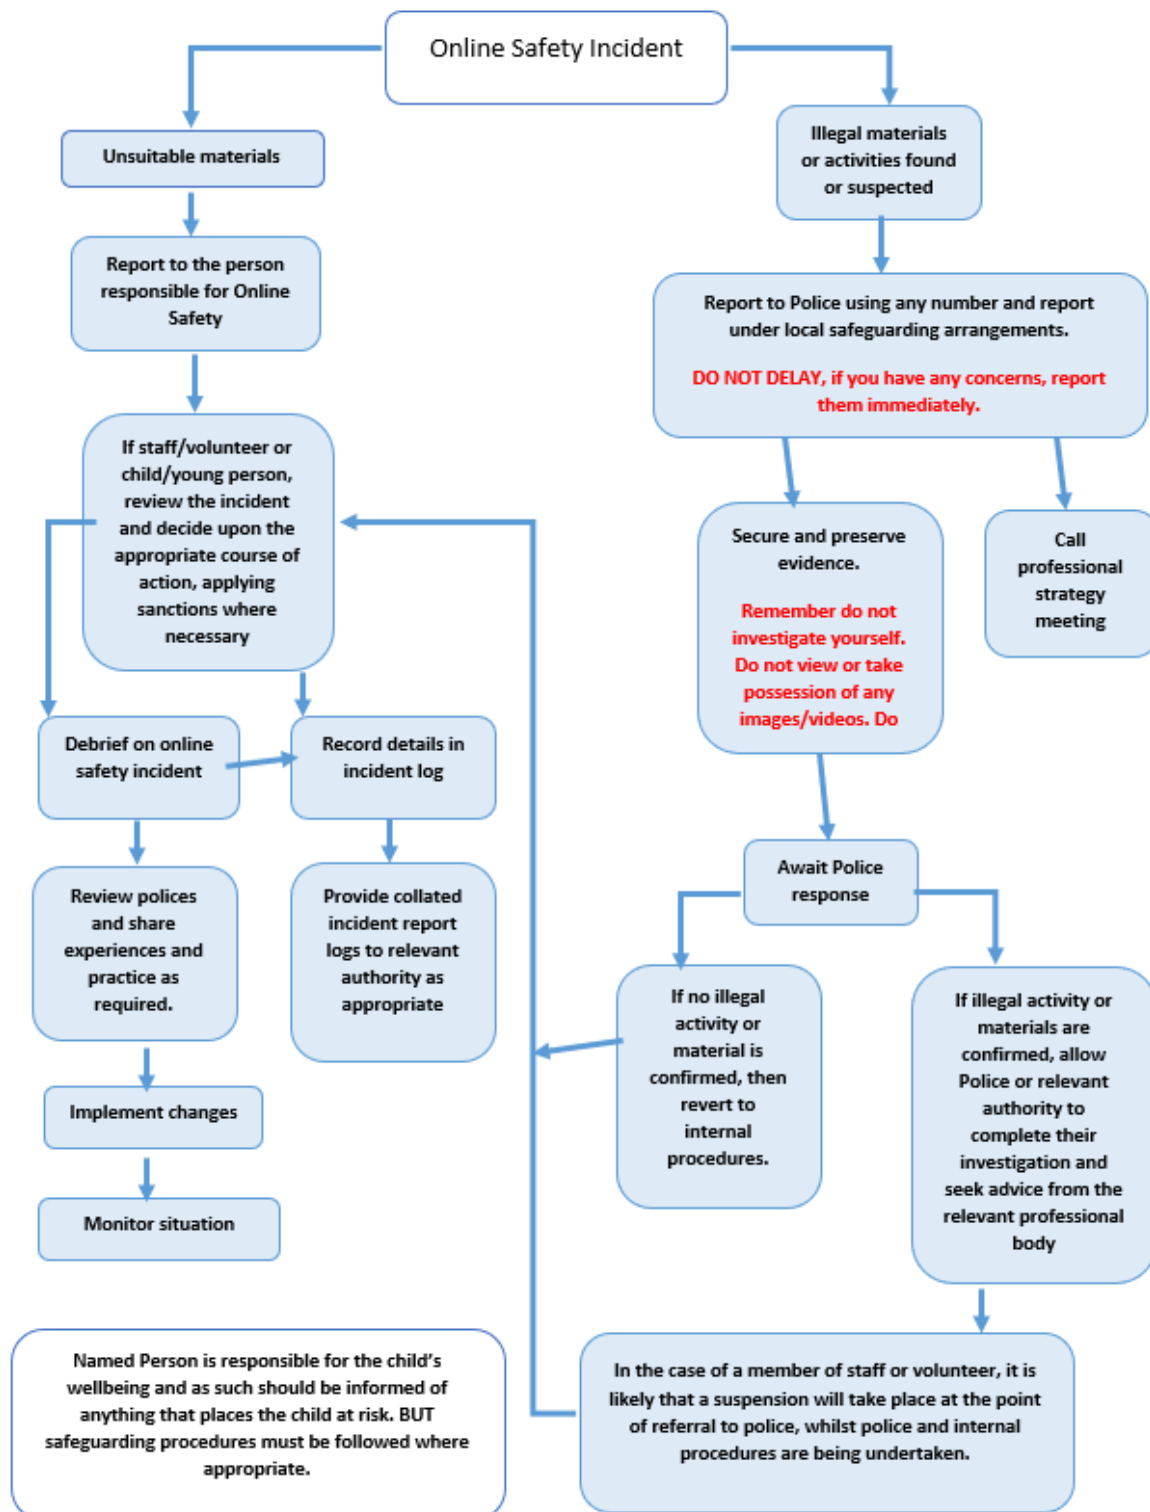 Online Safety Incident
Unsuitable materials
Illegal materials
or activities found
or suspected
Report to the person
responsible for Online
Safety
Report to Police using any number and report
under local safeguarding arrangements.
DO NOT DELAY, if you have any concerns, report
them immediately.
If staff/volunteer or
child/young person,
review the incident
and decide upon the
appropriate course of
action, applying
sanctions where
necessary
Secure and preserve
evidence.
Remember do not
investigate yourself.
Do not view or take
possession of any
images/videos. Do
Call
professional
strategy
meeting
Debrief on online
safety incident
Record details in
incident log
Review polices
and share
experiences and
practice as
required.
Provide collated
incident report
logs to relevant
authority as
appropriate
Await Police
response
If no illegal
activity or
material is
confirmed, then
revert to
internal
procedures.
If illegal activity or
materials are
confirmed, allow
Police or relevant
authority to
complete their
investigation and
seek advice from the
relevant professional
body
Implement changes
Monitor situation
Named Person is responsible for the child's
wellbeing and as such should be informed of
anything that places the child at risk. BUT
safeguarding procedures must be followed where
appropriate.
In the case of a member of staff or volunteer, it is
likely that a suspension will take place at the point
of referral to police, whilst police and internal
procedures are being undertaken.